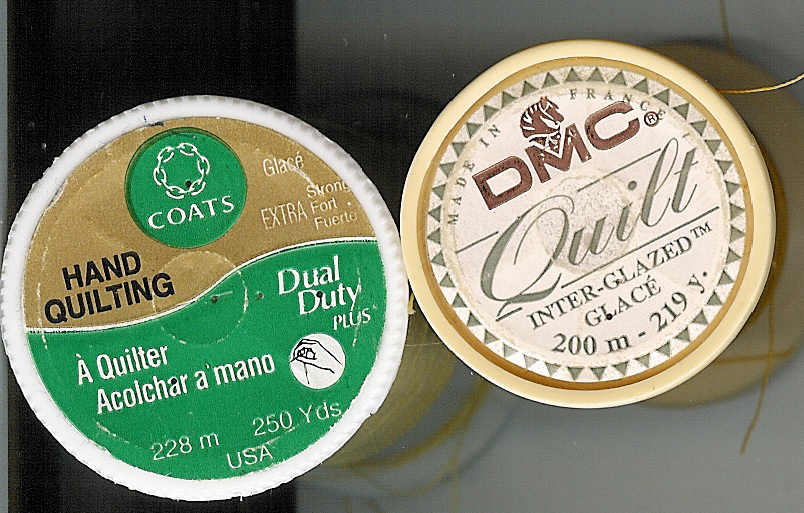 COATS
Glacé
Strong
EXTRA Fort
Fuerte
HAND
QUILTING
Dual
Duty
PLUS
À Quilter
Acolchar a mano
228 m 250 Yds
USA
MADE IN FRANCE
DMC®
Quilt
INTER-GLAZED™
GLACÉ
200 m - 219 y.